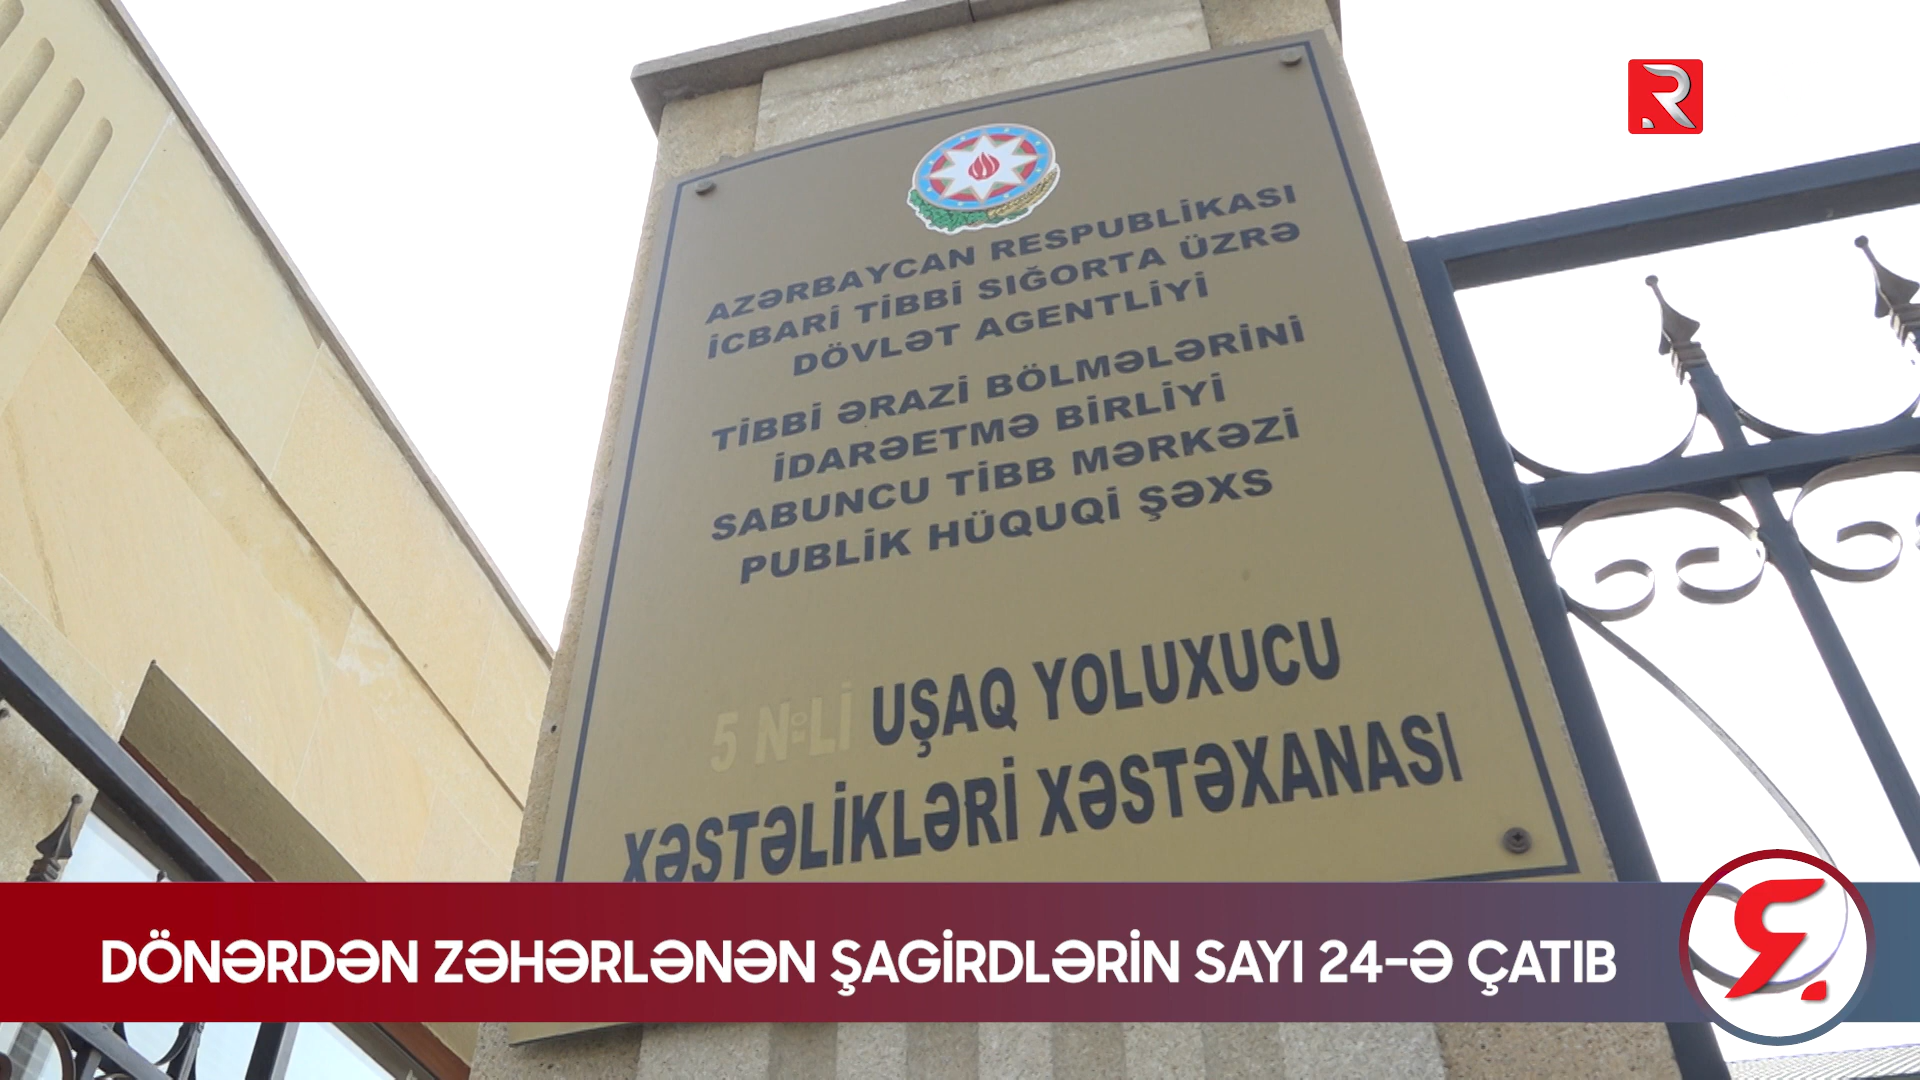 R
AZƏRBAYCAN RESPUBLİKASI
İCBARİ TİBBİ SIĞORTA ÜZRƏ
DÖVLƏT AGENTLİYİ
TİBBİ ƏRAZİ BÖLMƏLƏRİNİ
İDARƏETMƏ BİRLİYİ
SABUNCU TİBB MƏRKƏZİ
PUBLİK HÜQUQİ ŞƏXS
5 №-Lİ UŞAQ YOLUXUCU
XƏSTƏLİKLƏRİ XƏSTƏXANASI
DÖNƏRDƏN ZƏHƏRLƏNƏN ŞAGİRDLƏRİN SAYI 24-Ə ÇATIB